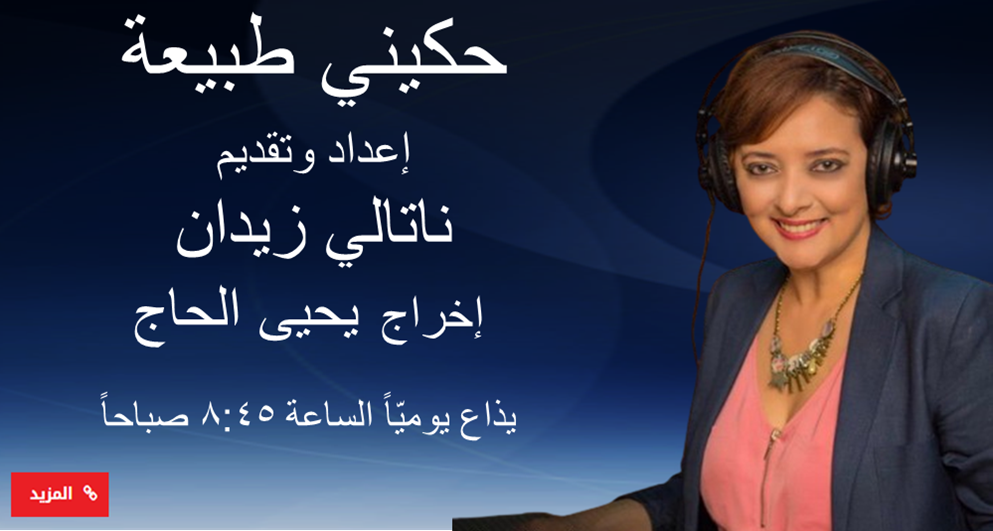 حكيني طبيعة
إعداد وتقديم
ناتالي زيدان
إخراج يحيى الحاج
يذاع يوميّاً الساعة ٨:٤٥ صباحاً
المزيد